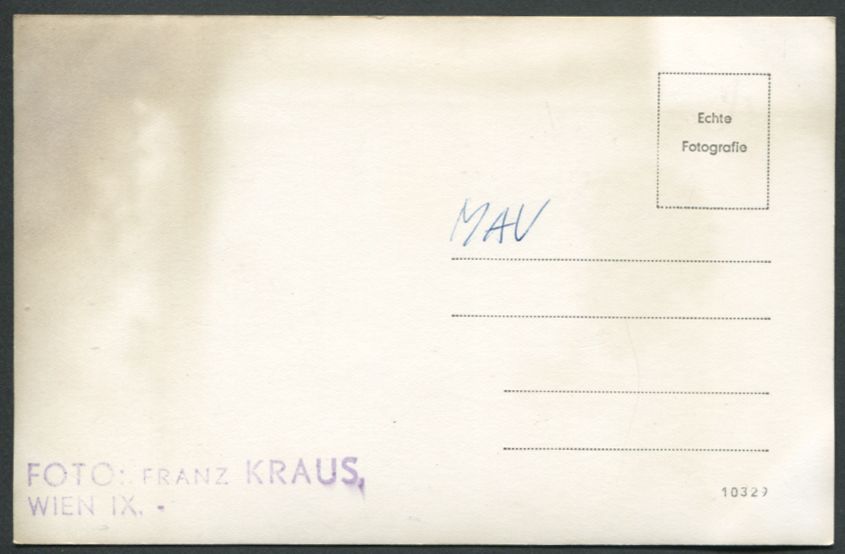 Echte
Fotografie
MAV
FOTO: FRANZ KRAUS,
WIEN IX.
10329